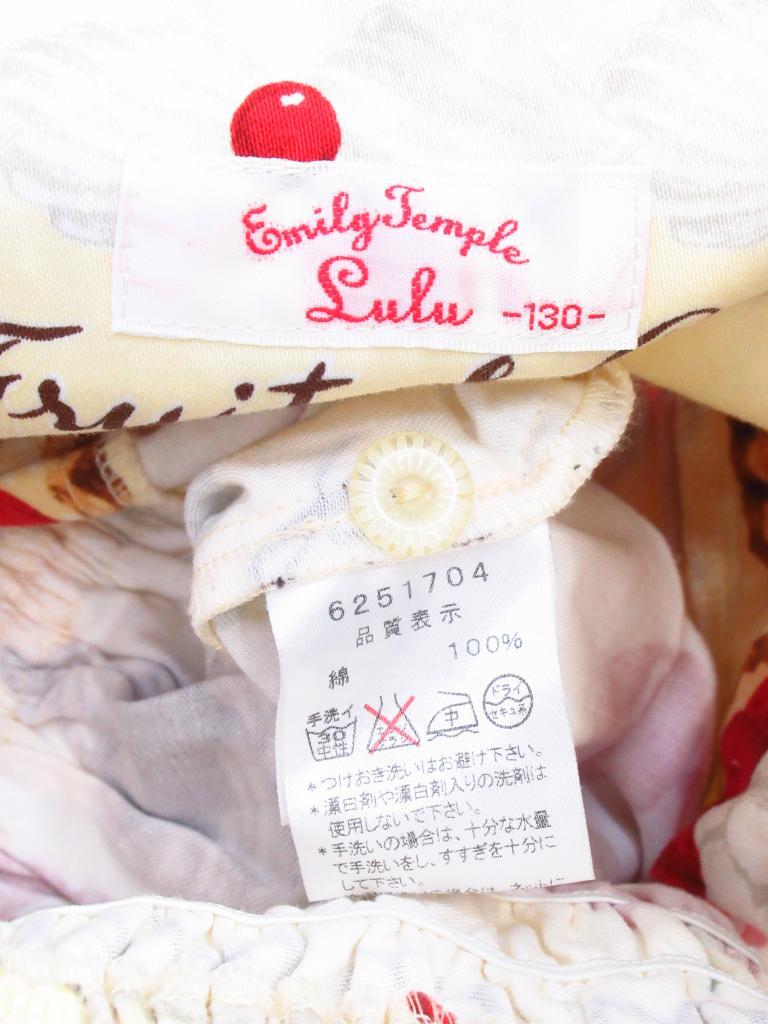 Emily Temple
Lulu -130-
Fruit
6251704
品質表示
綿 100%
手洗イ
30
中性
中
ドライ
セキユ系
*つけおき洗いはお避け下さい。
*漂白剤や漂白剤入りの洗剤は
使用しないで下さい。
*手洗いの場合は、十分な水量
で手洗いをし、すすぎを十分に
して下さい。